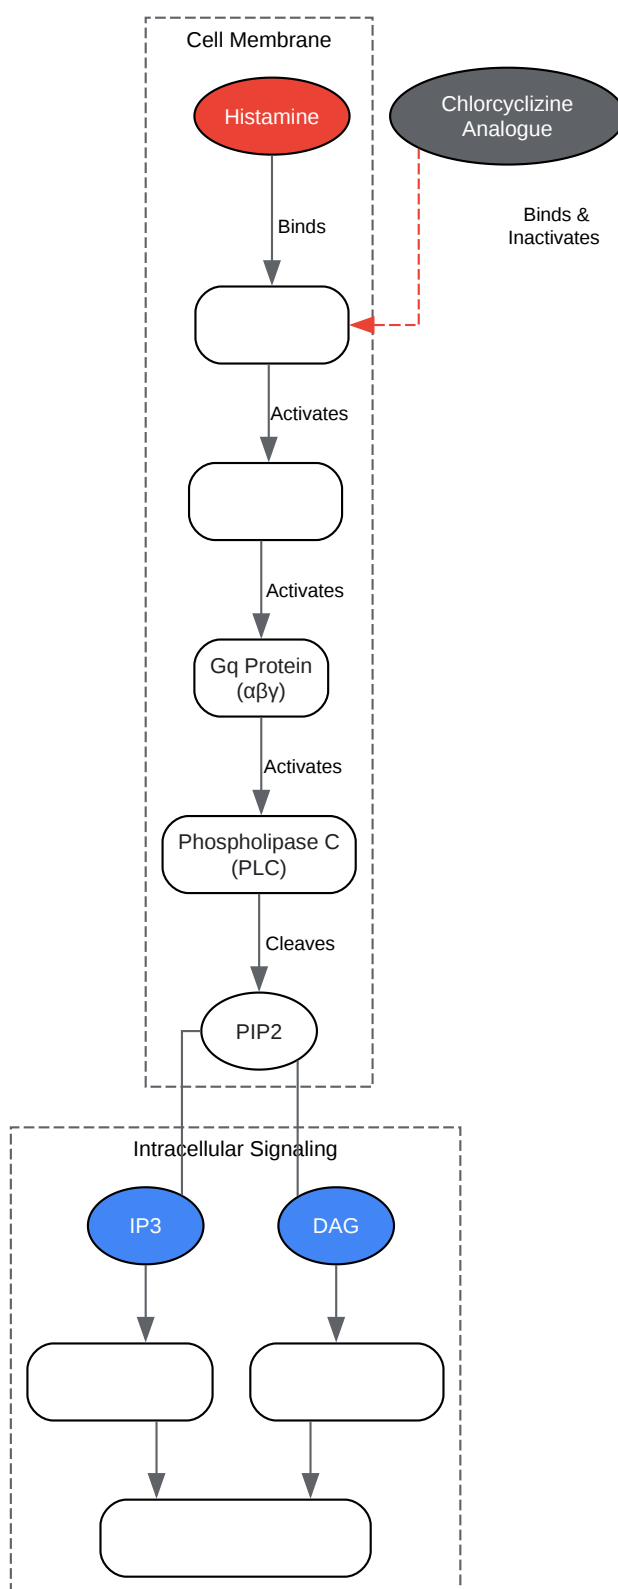 Cell Membrane
Histamine
Chlorcyclizine
Analogue
Binds
Binds &
Inactivates
Activates
Activates
Gq Protein
(αβγ)
Activates
Phospholipase C
(PLC)
Cleaves
PIP2
Intracellular Signaling
IP3
DAG